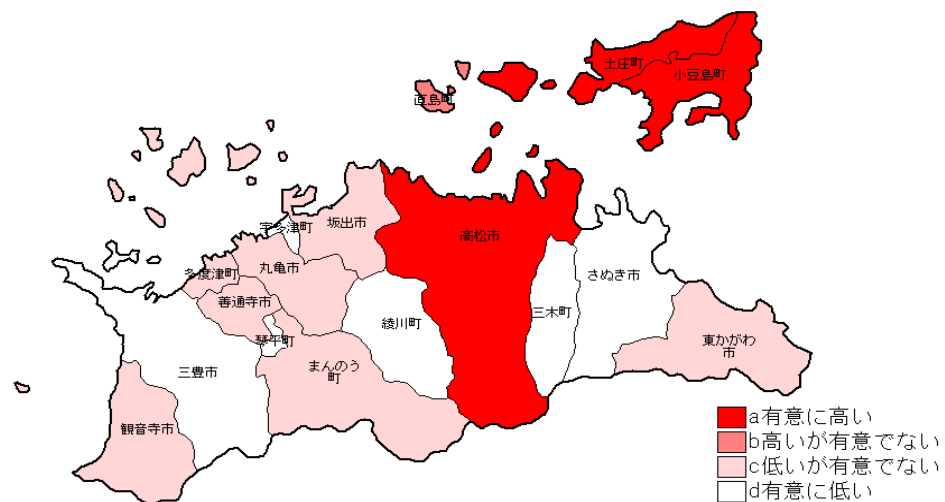 土庄町
小豆島町
直島町
宇多津町
坂出市
高松市
多度津町
丸亀市
さぬき市
善通寺市
綾川町
三木町
琴平町
東かがわ
市
三豊市
まんのう
町
観音寺市
a有意に高い
b高いが有意でない
c低いが有意でない
d有意に低い